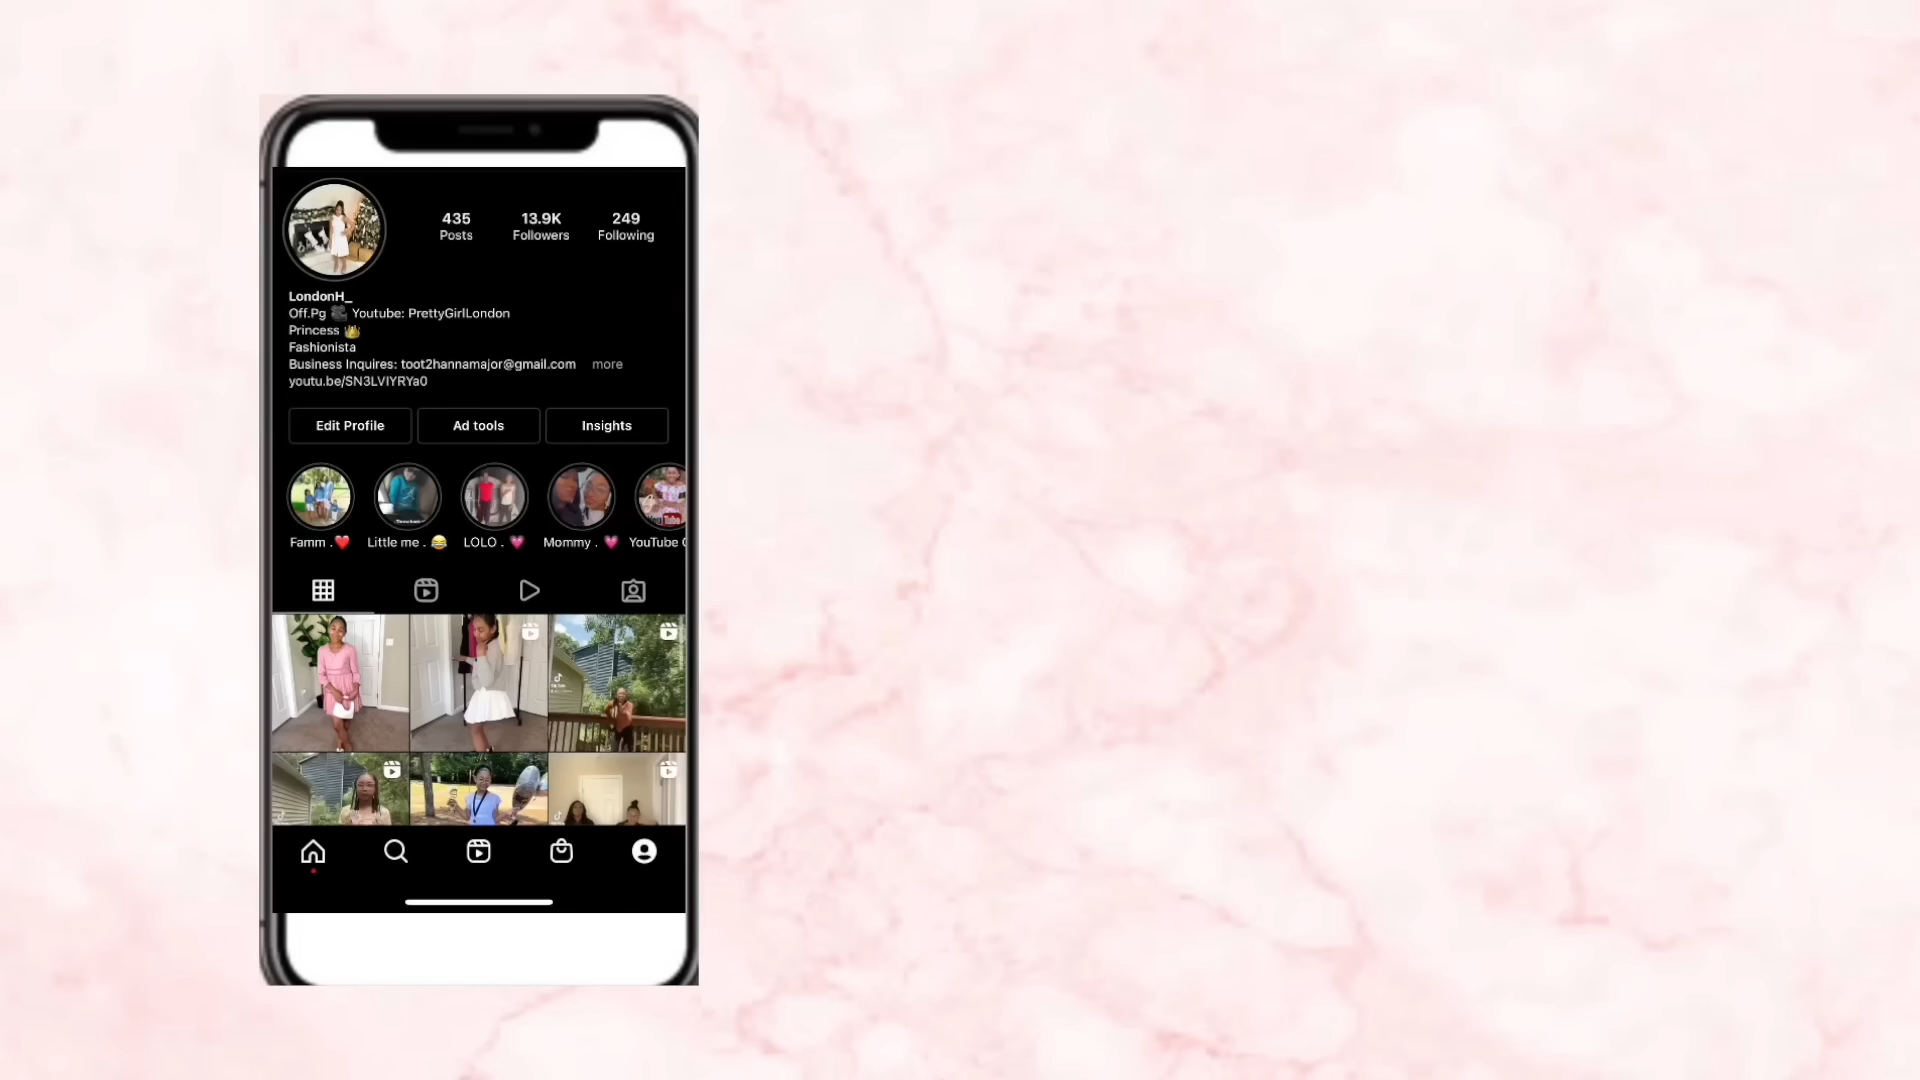 435 13.9K 249
Posts Followers Following
LondonH_
Off.Pg 🎥 Youtube: PrettyGirlLondon
Princess 👑
Fashionista
Business Inquires: toot2hannamajor@gmail.com more
youtu.be/SN3LVIYRYa0
Edit Profile Ad tools Insights
Famm .❤️ Little me . 😂 LOLO . 💗 Mommy . 💗 YouTube